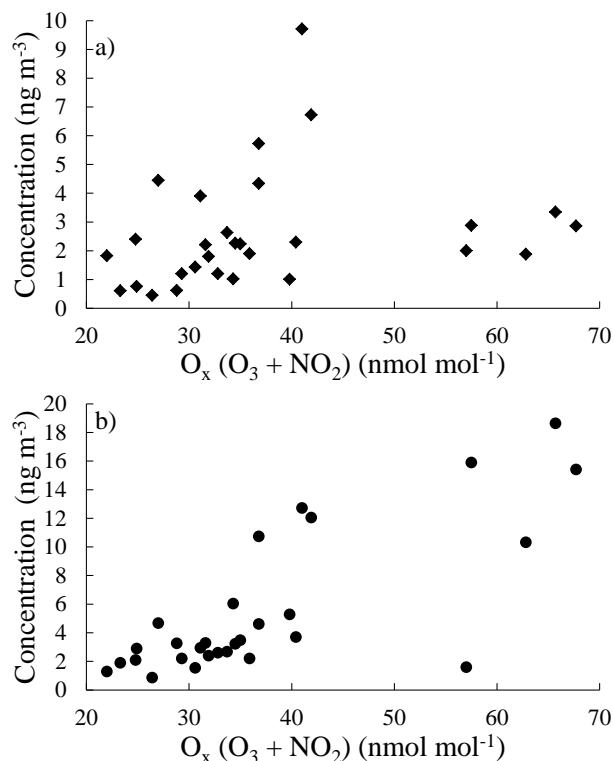 a)
10
9
8
7
6
5
4
3
2
1
0
Concentration (ng m-3)
20 30 40 50 60 70
Ox (O3 + NO2) (nmol mol-1)
b)
20
18
16
14
12
10
8
6
4
2
0
Concentration (ng m-3)
20 30 40 50 60 70
Ox (O3 + NO2) (nmol mol-1)